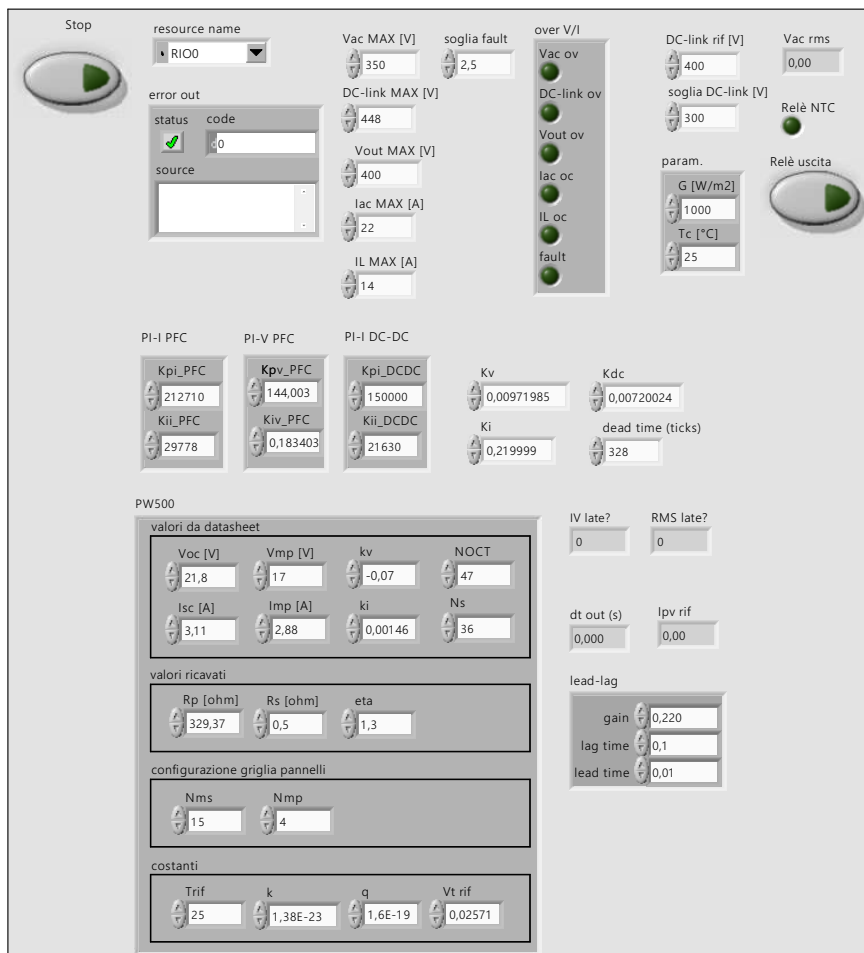 Stop
resource name
RIO0
error out
status
code
0
source
Vac MAX [V]
350
soglia fault
2,5
DC-link MAX [V]
448
Vout MAX [V]
400
Iac MAX [A]
22
IL MAX [A]
14
over V/I
Vac ov
DC-link ov
Vout ov
Iac oc
IL oc
fault
DC-link rif [V]
400
Vac rms
0,00
soglia DC-link [V]
300
Relè NTC
param.
G [W/m2]
1000
Tc [°C]
25
Relè uscita
PI-I PFC
Kpi_PFC
212710
Kii_PFC
29778
PI-V PFC
Kpv_PFC
144,003
Kiv_PFC
0,183403
PI-I DC-DC
Kpi_DCDC
150000
Kii_DCDC
21630
Kv
0,00971985
Kdc
0,00720024
Ki
0,219999
dead time (ticks)
328
PW500
valori da datasheet
Voc [V]
21,8
Vmp [V]
17
kv
-0,07
NOCT
47
Isc [A]
3,11
Imp [A]
2,88
ki
0,00146
Ns
36
valori ricavati
Rp [ohm]
329,37
Rs [ohm]
0,5
eta
1,3
configurazione griglia pannelli
Nms
15
Nmp
4
costanti
Trif
25
k
1,38E-23
q
1,6E-19
Vt rif
0,02571
IV late?
0
RMS late?
0
dt out (s)
0,000
Ipv rif
0,00
lead-lag
gain 0,220
lag time 0,1
lead time 0,01